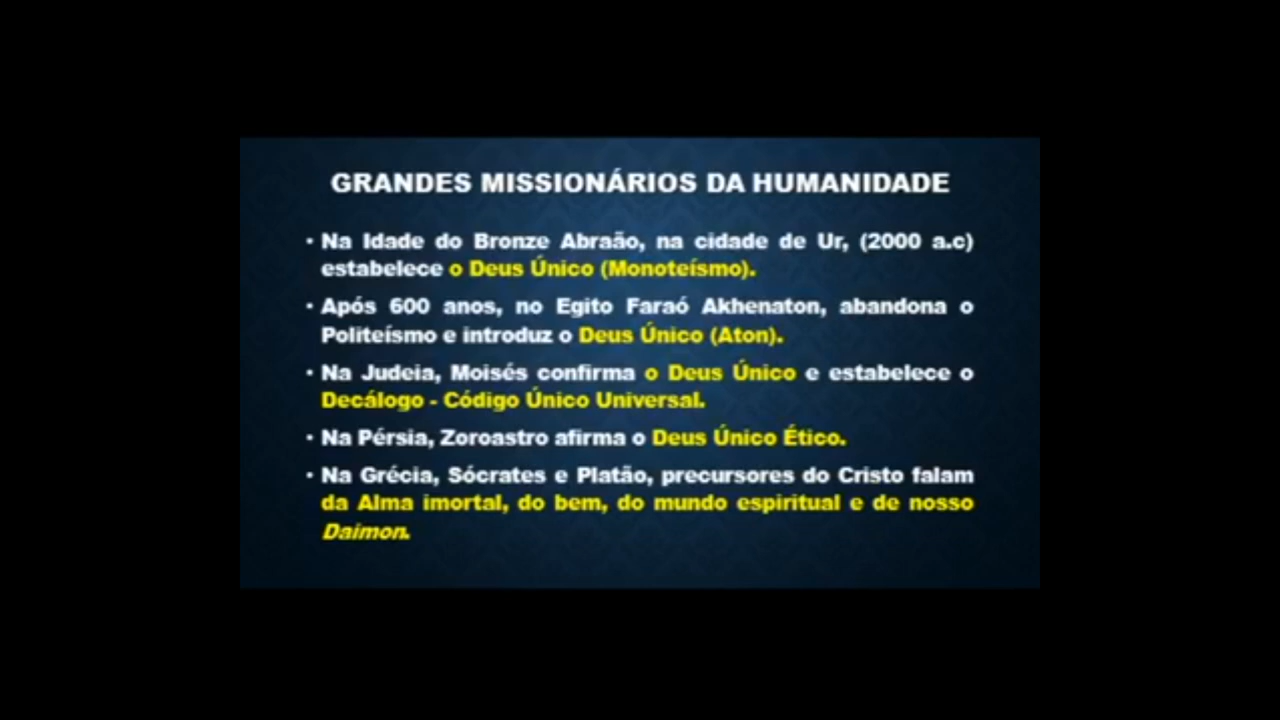 GRANDES MISSIONÁRIOS DA HUMANIDADE
• Na Idade do Bronze Abraão, na cidade de Ur, (2000 a.c)
estabelece o Deus Único (Monoteísmo).
• Após 600 anos, no Egito Faraó Akhenaton, abandona o
Politeísmo e introduz o Deus Único (Aton).
• Na Judeia, Moisés confirma o Deus Único e estabelece o
Decálogo - Código Único Universal.
• Na Pérsia, Zoroastro afirma o Deus Único Ético.
• Na Grécia, Sócrates e Platão, precursores do Cristo falam
da Alma imortal, do bem, do mundo espiritual e de nosso
Daimon.